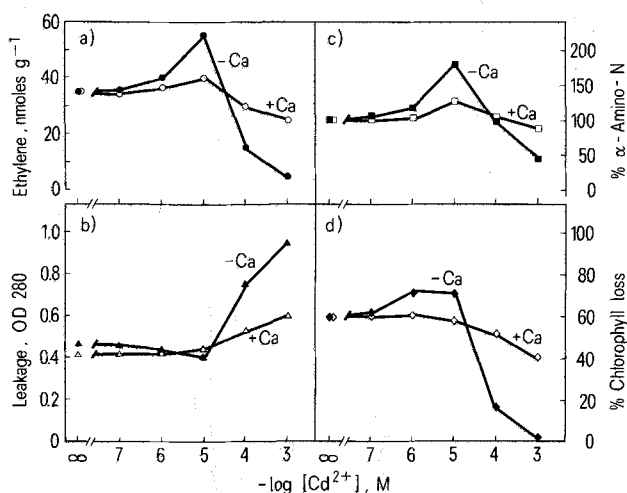 a)
−Ca
+Ca
Ethylene, nmoles g⁻¹
60
40
20
0
c)
−Ca
+Ca
% α-Amino-N
200
150
100
50
0
b)
−Ca
+Ca
Leakage, OD 280
1.0
0.8
0.6
0.4
0.2
0
d)
−Ca
+Ca
% Chlorophyll loss
100
80
60
40
20
0
∞ 7 6 5 4 3 ∞ 7 6 5 4 3
−log [Cd²⁺], M